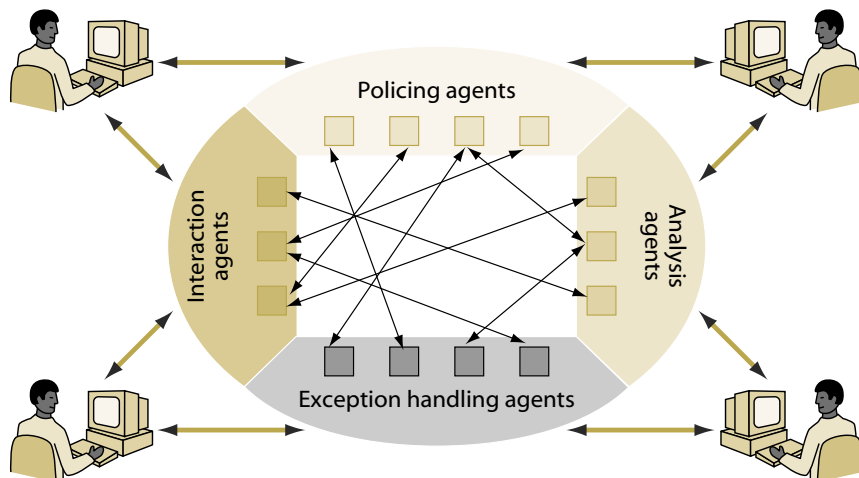 Policing agents
Interaction
agents
Analysis
agents
Exception handling agents